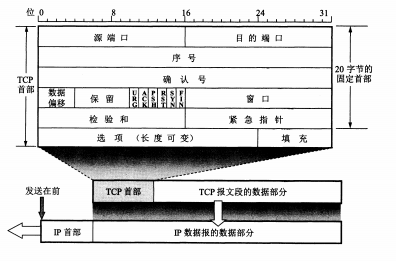 位 0 8 16 24 31
源端口 目的端口
序号
TCP 首部 确认号 20 字节的固定首部
数据偏移 保留 URG ACK PSH RST SYN FIN 窗口
检验和 紧急指针
选项 (长度可变) 填充
发送在前 TCP 首部 TCP 报文段的数据部分
IP 首部 IP 数据报的数据部分